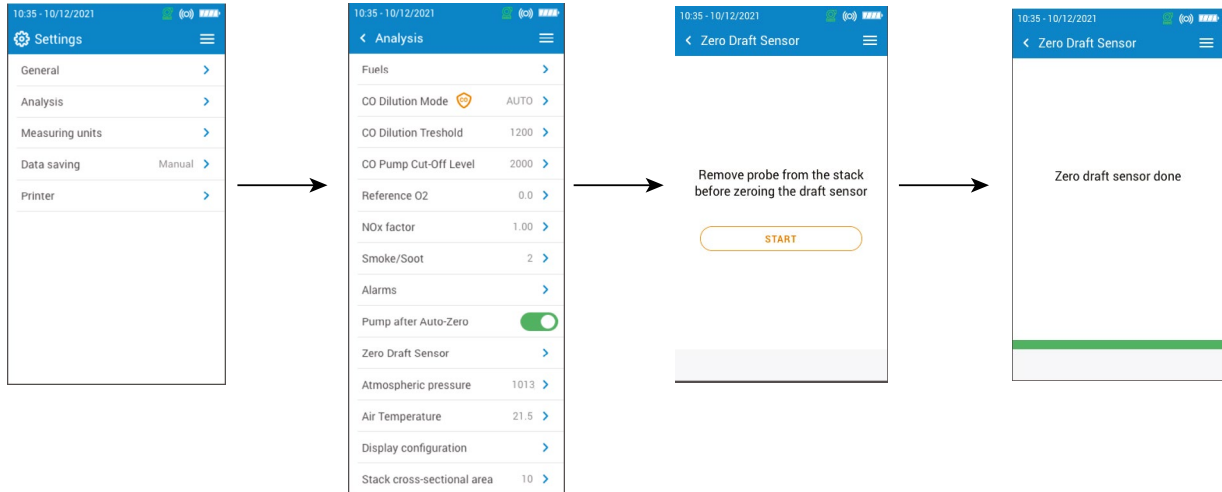 10:35 - 10/12/2021
Settings
General
Analysis
Measuring units
Data saving Manual
Printer
10:35 - 10/12/2021
Analysis
Fuels
CO Dilution Mode CO AUTO
CO Dilution Treshold 1200
CO Pump Cut-Off Level 2000
Reference O2 0.0
NOx factor 1.00
Smoke/Soot 2
Alarms
Pump after Auto-Zero
Zero Draft Sensor
Atmospheric pressure 1013
Air Temperature 21.5
Display configuration
Stack cross-sectional area 10
10:35 - 10/12/2021
Zero Draft Sensor
Remove probe from the stack
before zeroing the draft sensor
START
10:35 - 10/12/2021
Zero Draft Sensor
Zero draft sensor done